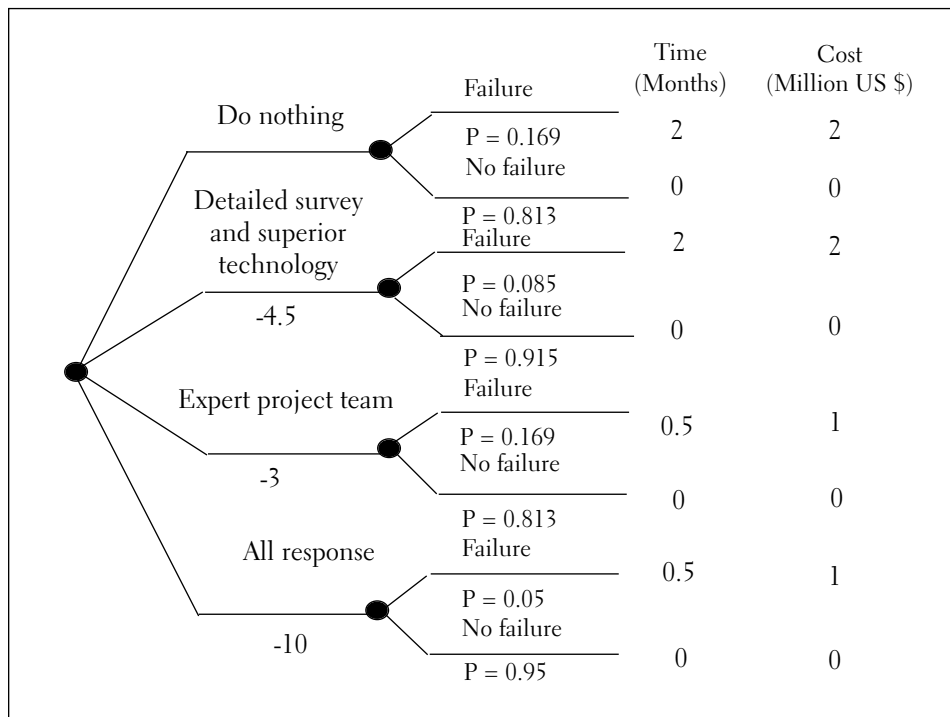 Time
(Months)
Cost
(Million US $)
Do nothing
Failure
2
2
P = 0.169
No failure
0
0
P = 0.813
Detailed survey
and superior
technology
-4.5
Failure
2
2
P = 0.085
No failure
0
0
P = 0.915
Expert project team
-3
Failure
0.5
1
P = 0.169
No failure
0
0
P = 0.813
All response
-10
Failure
0.5
1
P = 0.05
No failure
0
0
P = 0.95